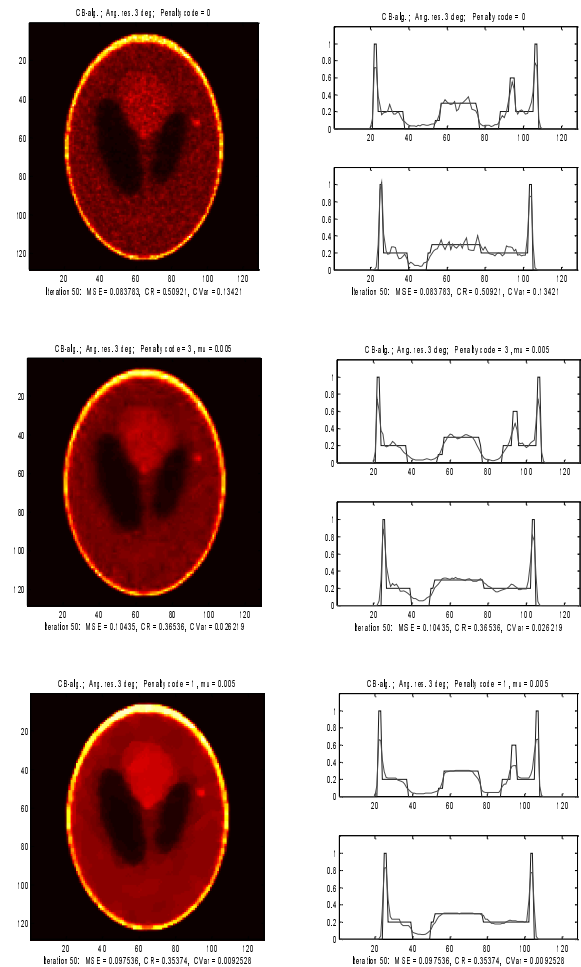 CB-alg.; Ang. res. 3 deg; Penalty code = 0
20
40
60
80
100
120
20 40 60 80 100 120
Iteration 50: MSE = 0.083783, CR = 0.50921, CVar = 0.13421
CB-alg.; Ang. res. 3 deg; Penalty code = 0
1
0.8
0.6
0.4
0.2
0
20 40 60 80 100 120
1
0.8
0.6
0.4
0.2
0
20 40 60 80 100 120
Iteration 50: MSE = 0.083783, CR = 0.50921, CVar = 0.13421
CB-alg.; Ang. res. 3 deg; Penalty code = 3, mu = 0.005
20
40
60
80
100
120
20 40 60 80 100 120
Iteration 50: MSE = 0.10435, CR = 0.36536, CVar = 0.026219
CB-alg.; Ang. res. 3 deg; Penalty code = 3, mu = 0.005
1
0.8
0.6
0.4
0.2
0
20 40 60 80 100 120
1
0.8
0.6
0.4
0.2
0
20 40 60 80 100 120
Iteration 50: MSE = 0.10435, CR = 0.36536, CVar = 0.026219
CB-alg.; Ang. res. 3 deg; Penalty code = 1, mu = 0.005
20
40
60
80
100
120
20 40 60 80 100 120
Iteration 50: MSE = 0.097536, CR = 0.35374, CVar = 0.0092528
CB-alg.; Ang. res. 3 deg; Penalty code = 1, mu = 0.005
1
0.8
0.6
0.4
0.2
0
20 40 60 80 100 120
1
0.8
0.6
0.4
0.2
0
20 40 60 80 100 120
Iteration 50: MSE = 0.097536, CR = 0.35374, CVar = 0.0092528